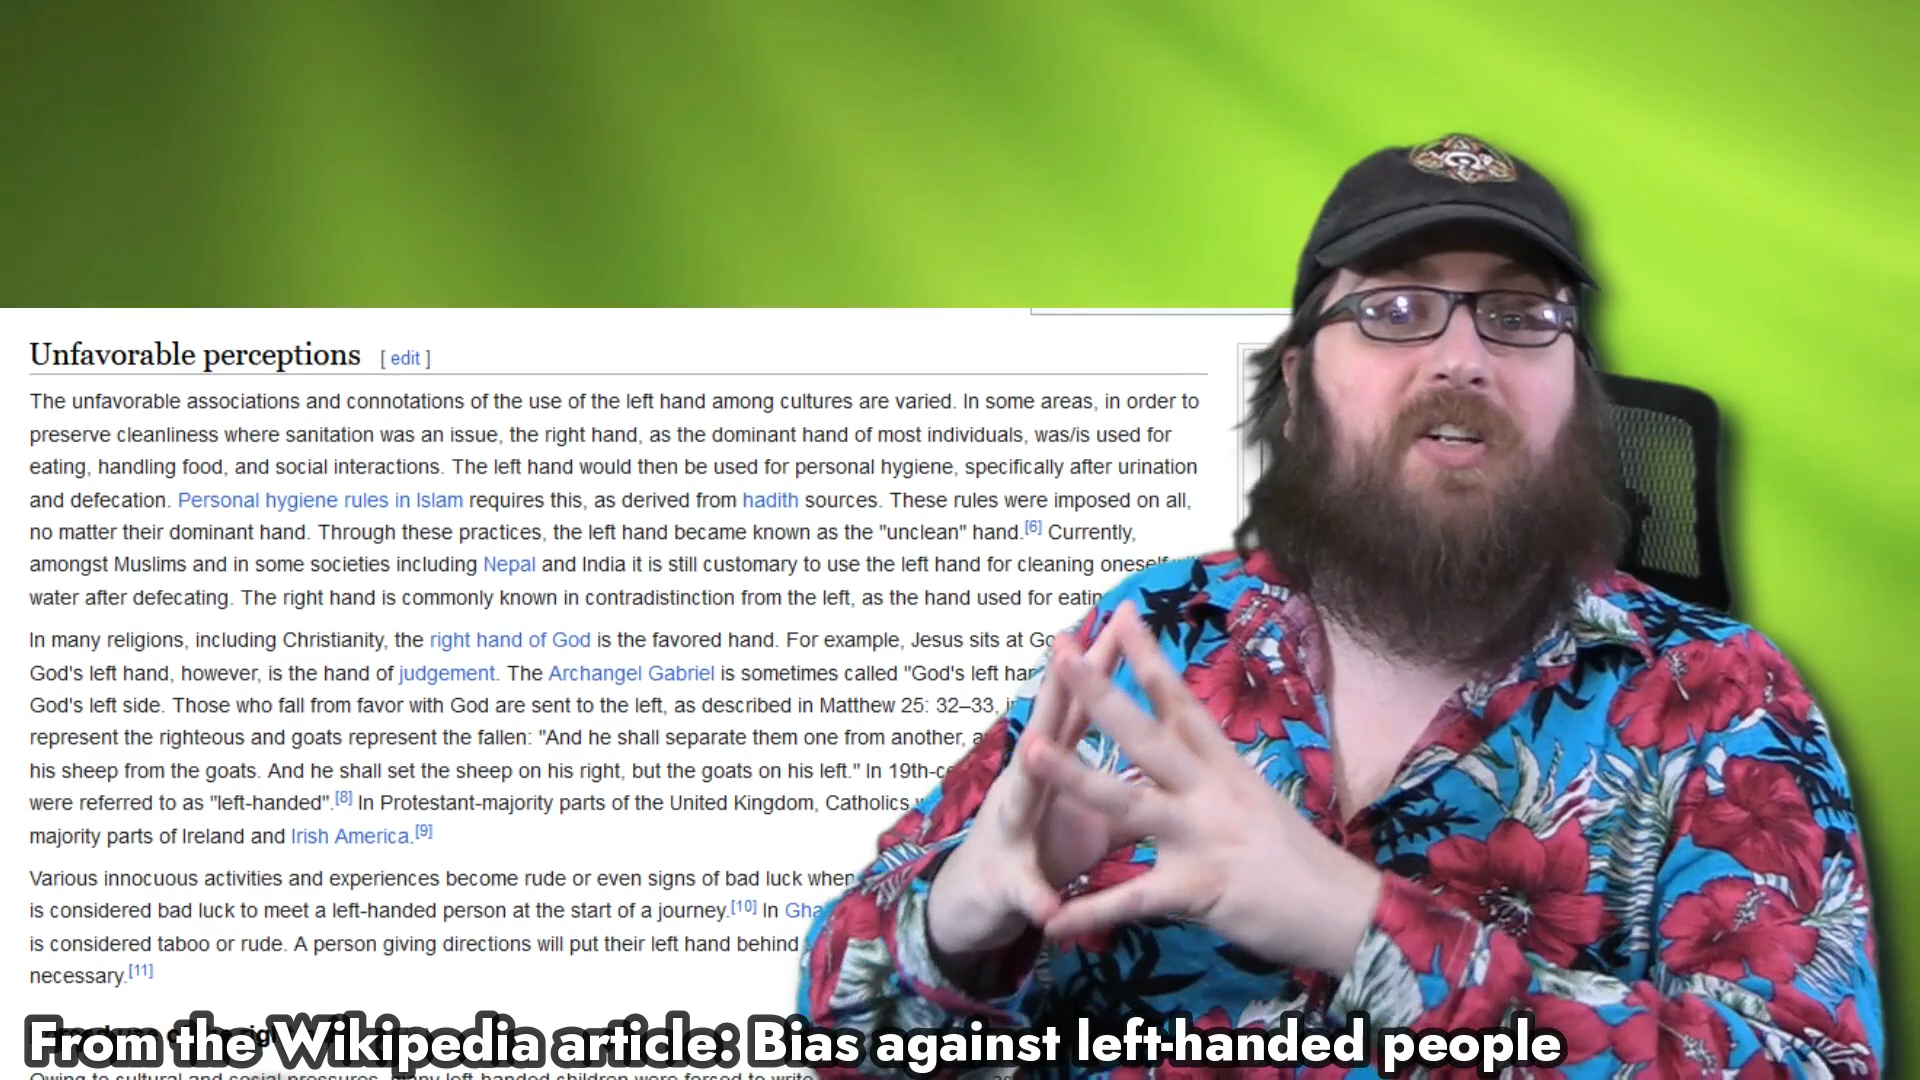 Unfavorable perceptions [ edit ]
The unfavorable associations and connotations of the use of the left hand among cultures are varied. In some areas, in order to
preserve cleanliness where sanitation was an issue, the right hand, as the dominant hand of most individuals, was/is used for
eating, handling food, and social interactions. The left hand would then be used for personal hygiene, specifically after urination
and defecation. Personal hygiene rules in Islam requires this, as derived from hadith sources. These rules were imposed on all,
no matter their dominant hand. Through these practices, the left hand became known as the "unclean" hand.[6] Currently,
amongst Muslims and in some societies including Nepal and India it is still customary to use the left hand for cleaning oneself
water after defecating. The right hand is commonly known in contradistinction from the left, as the hand used for
In many religions, including Christianity, the right hand of God is the favored hand. For example, Jesus sits at
God's left hand, however, is the hand of judgement. The Archangel Gabriel is sometimes called "God's left
God's left side. Those who fall from favor with God are sent to the left, as described in Matthew 25: 32–33,
represent the righteous and goats represent the fallen: "And he shall separate them one from another,
his sheep from the goats. And he shall set the sheep on his right, but the goats on his left." In
were referred to as "left-handed".[8] In Protestant-majority parts of the United Kingdom, Catholics
majority parts of Ireland and Irish America.[9]
Various innocuous activities and experiences become rude or even signs of bad luck when
is considered bad luck to meet a left-handed person at the start of a journey.[10] In
is considered taboo or rude. A person giving directions will put their left hand behind
necessary.[11]
From the Wikipedia article: Bias against left-handed people
Owing to cultural and social pressures, many left-handed children were forced to write